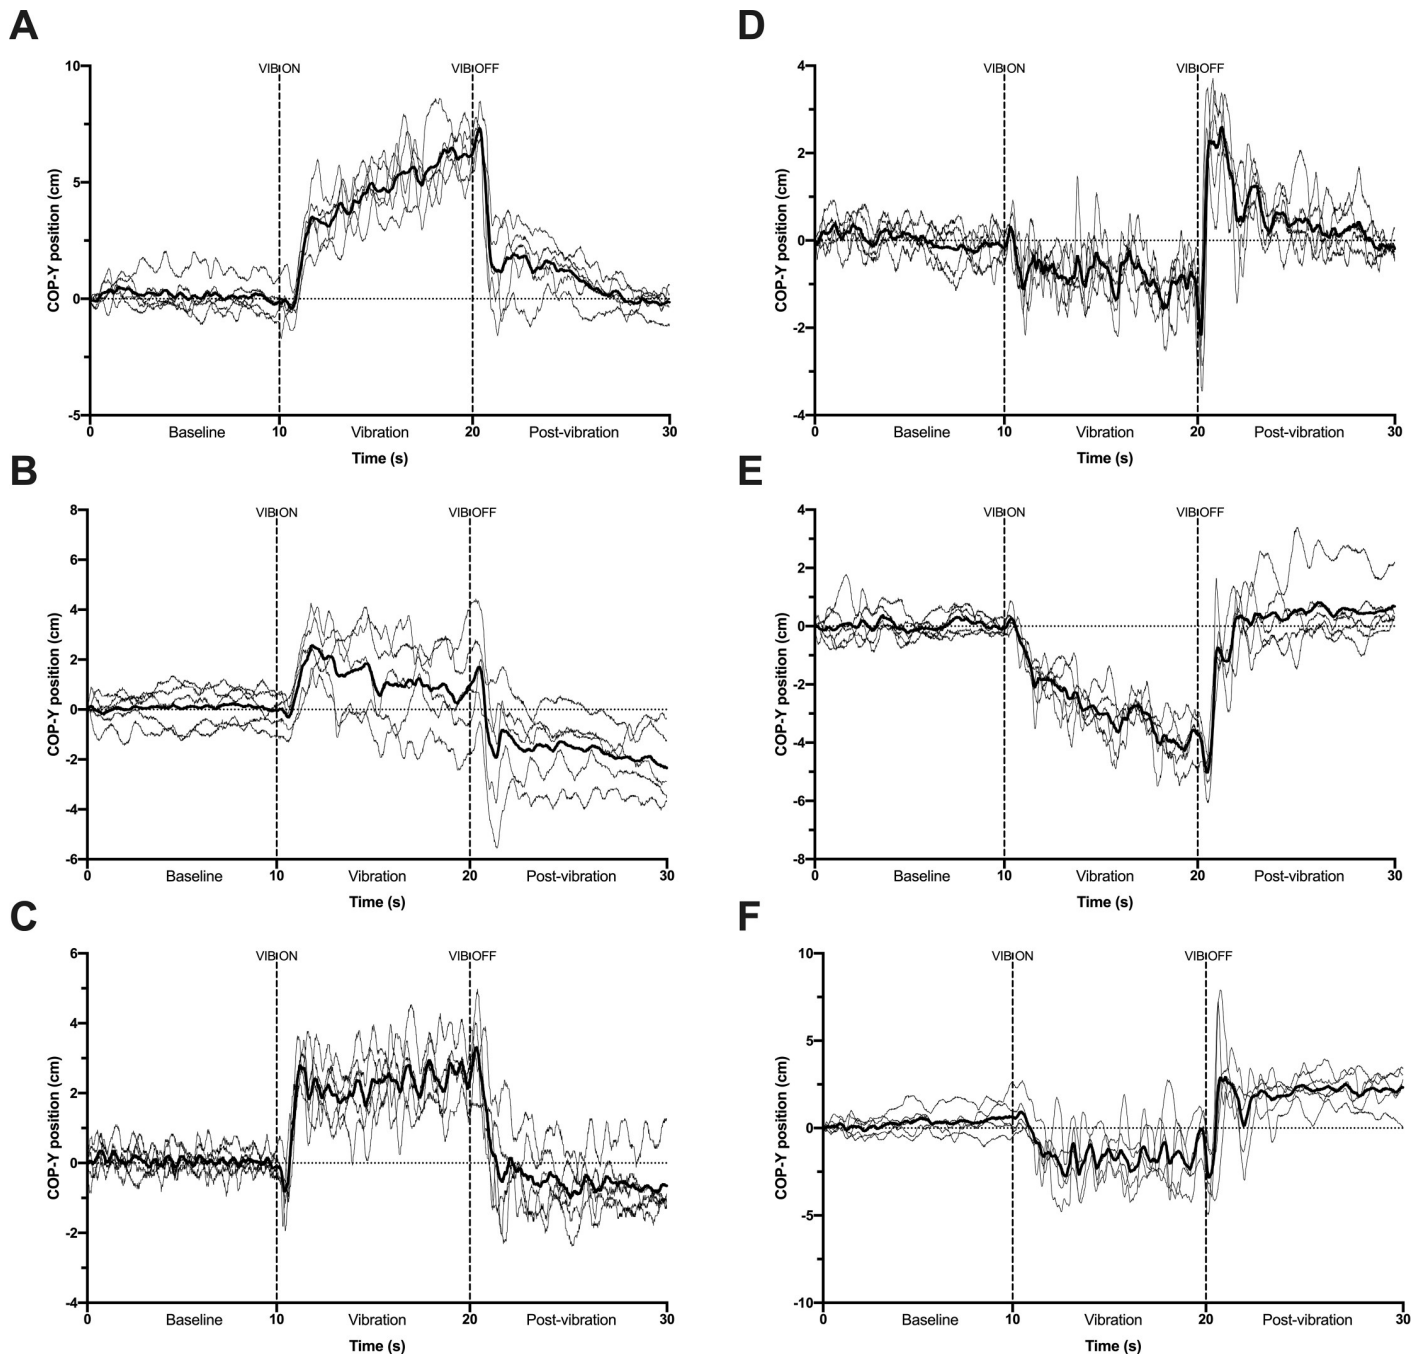 A
VIB ON
VIB OFF
10
5
0
-5
COP-Y position (cm)
0
Baseline
10
Vibration
20
Post-vibration
30
Time (s)
D
VIB ON
VIB OFF
4
2
0
-2
-4
COP-Y position (cm)
0
Baseline
10
Vibration
20
Post-vibration
30
Time (s)
B
VIB ON
VIB OFF
8
6
4
2
0
-2
-4
-6
COP-Y position (cm)
0
Baseline
10
Vibration
20
Post-vibration
30
Time (s)
E
VIB ON
VIB OFF
4
2
0
-2
-4
-6
-8
COP-Y position (cm)
0
Baseline
10
Vibration
20
Post-vibration
30
Time (s)
C
VIB ON
VIB OFF
6
4
2
0
-2
-4
COP-Y position (cm)
0
Baseline
10
Vibration
20
Post-vibration
30
Time (s)
F
VIB ON
VIB OFF
10
5
0
-5
-10
COP-Y position (cm)
0
Baseline
10
Vibration
20
Post-vibration
30
Time (s)